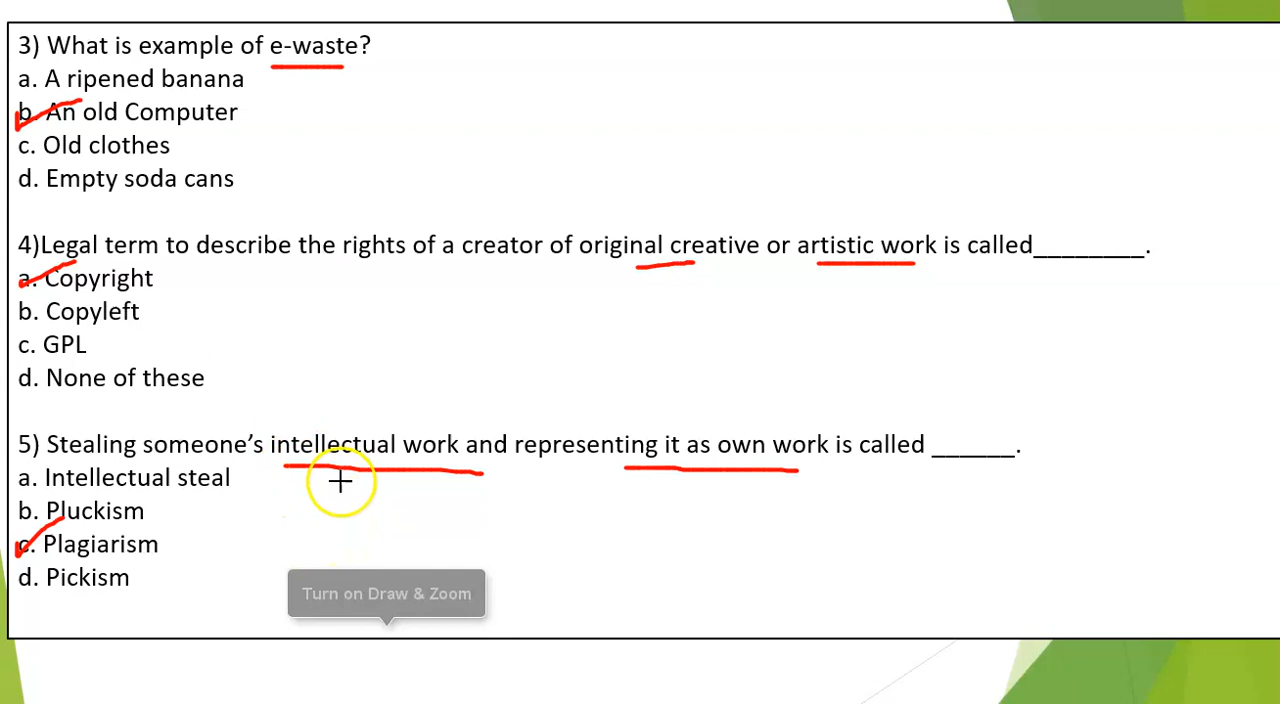 3) What is example of e-waste?
a. A ripened banana
b. An old Computer
c. Old clothes
d. Empty soda cans
4)Legal term to describe the rights of a creator of original creative or artistic work is called________.
a. Copyright
b. Copyleft
c. GPL
d. None of these
5) Stealing someone’s intellectual work and representing it as own work is called ______.
a. Intellectual steal
b. Pluckism
c. Plagiarism
d. Pickism
Turn on Draw & Zoom